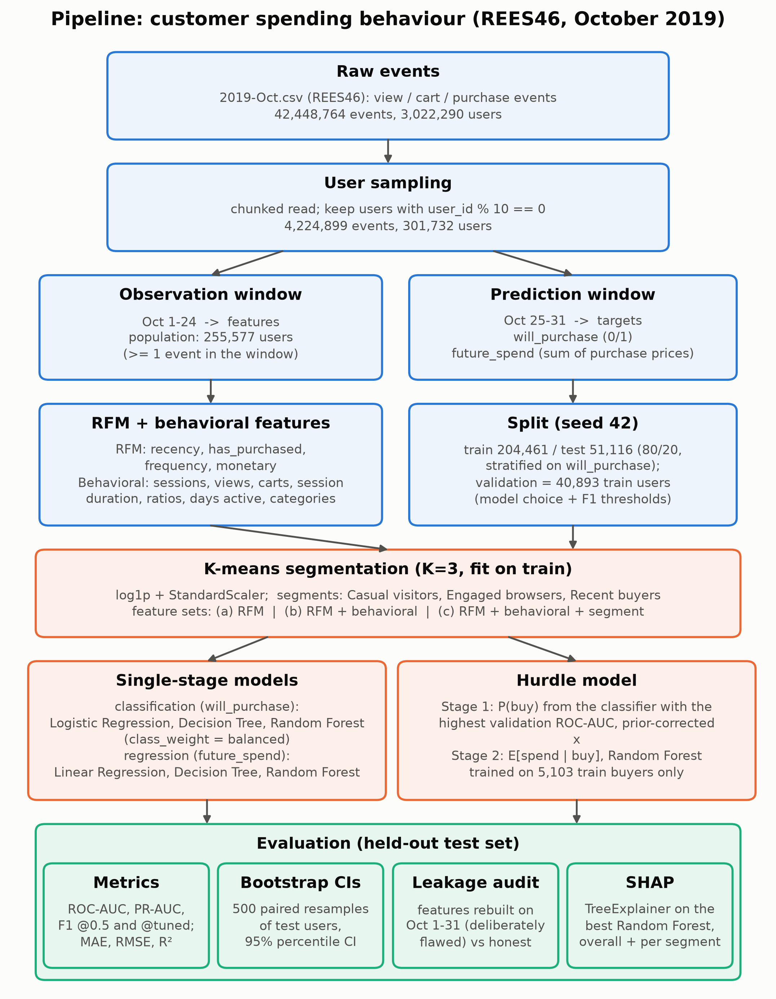 Pipeline: customer spending behaviour (REES46, October 2019)
Raw events
2019-Oct.csv (REES46): view / cart / purchase events
42,448,764 events, 3,022,290 users
User sampling
chunked read; keep users with user_id % 10 == 0
4,224,899 events, 301,732 users
Observation window
Oct 1-24  ->  features
population: 255,577 users
(>= 1 event in the window)
Prediction window
Oct 25-31  ->  targets
will_purchase (0/1)
future_spend (sum of purchase prices)
RFM + behavioral features
RFM: recency, has_purchased,
frequency, monetary
Behavioral: sessions, views, carts, session
duration, ratios, days active, categories
Split (seed 42)
train 204,461 / test 51,116 (80/20,
stratified on will_purchase);
validation = 40,893 train users
(model choice + F1 thresholds)
K-means segmentation (K=3, fit on train)
log1p + StandardScaler;  segments: Casual visitors, Engaged browsers, Recent buyers
feature sets: (a) RFM  |  (b) RFM + behavioral  |  (c) RFM + behavioral + segment
Single-stage models
classification (will_purchase):
Logistic Regression, Decision Tree, Random Forest
(class_weight = balanced)
regression (future_spend):
Linear Regression, Decision Tree, Random Forest
Hurdle model
Stage 1: P(buy) from the classifier with the
highest validation ROC-AUC, prior-corrected
x
Stage 2: E[spend | buy], Random Forest
trained on 5,103 train buyers only
Evaluation (held-out test set)
Metrics
ROC-AUC, PR-AUC,
F1 @0.5 and @tuned;
MAE, RMSE, R²
Bootstrap CIs
500 paired resamples
of test users,
95% percentile CI
Leakage audit
features rebuilt on
Oct 1-31 (deliberately
flawed) vs honest
SHAP
TreeExplainer on the
best Random Forest,
overall + per segment